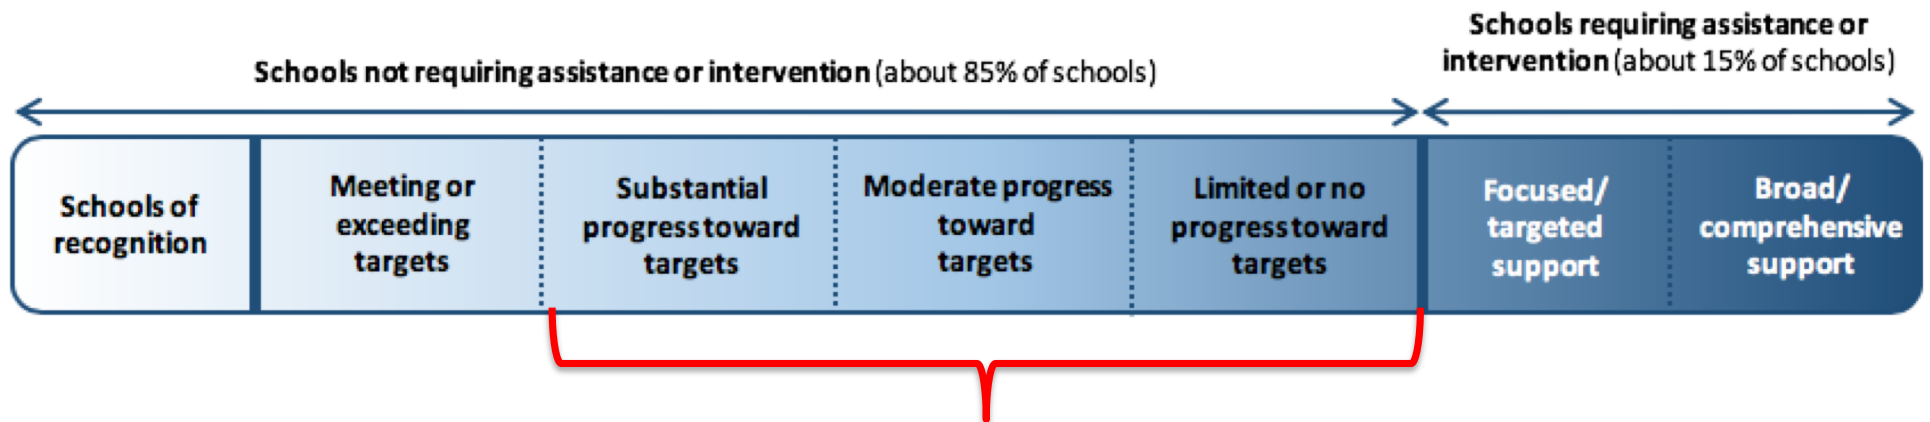 Schools not requiring assistance or intervention (about 85% of schools)
Schools requiring assistance or
intervention (about 15% of schools)
Schools of
recognition
Meeting or
exceeding
targets
Substantial
progress toward
targets
Moderate progress
toward
targets
Limited or no
progress toward
targets
Focused/
targeted
support
Broad/
comprehensive
support